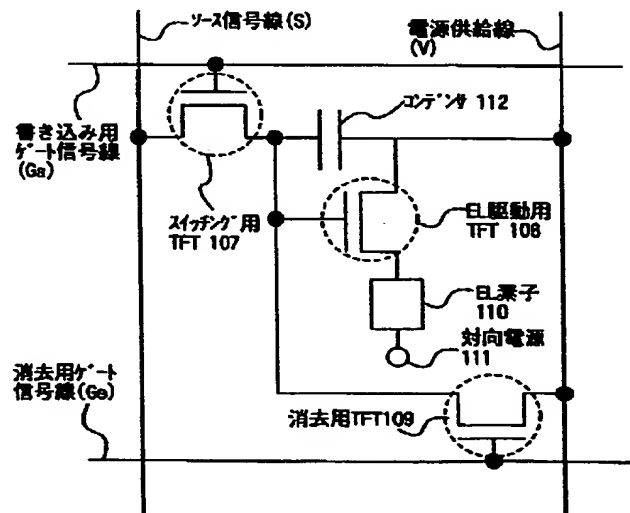 ソース信号線(S)
電源供給線
(V)
コンデンサ 112
書き込み用
ゲート信号線
(Ga)
スイッチング用
TFT 107
EL駆動用
TFT 108
EL素子
110
対向電源
111
消去用ゲート
信号線(Ge)
消去用TFT109